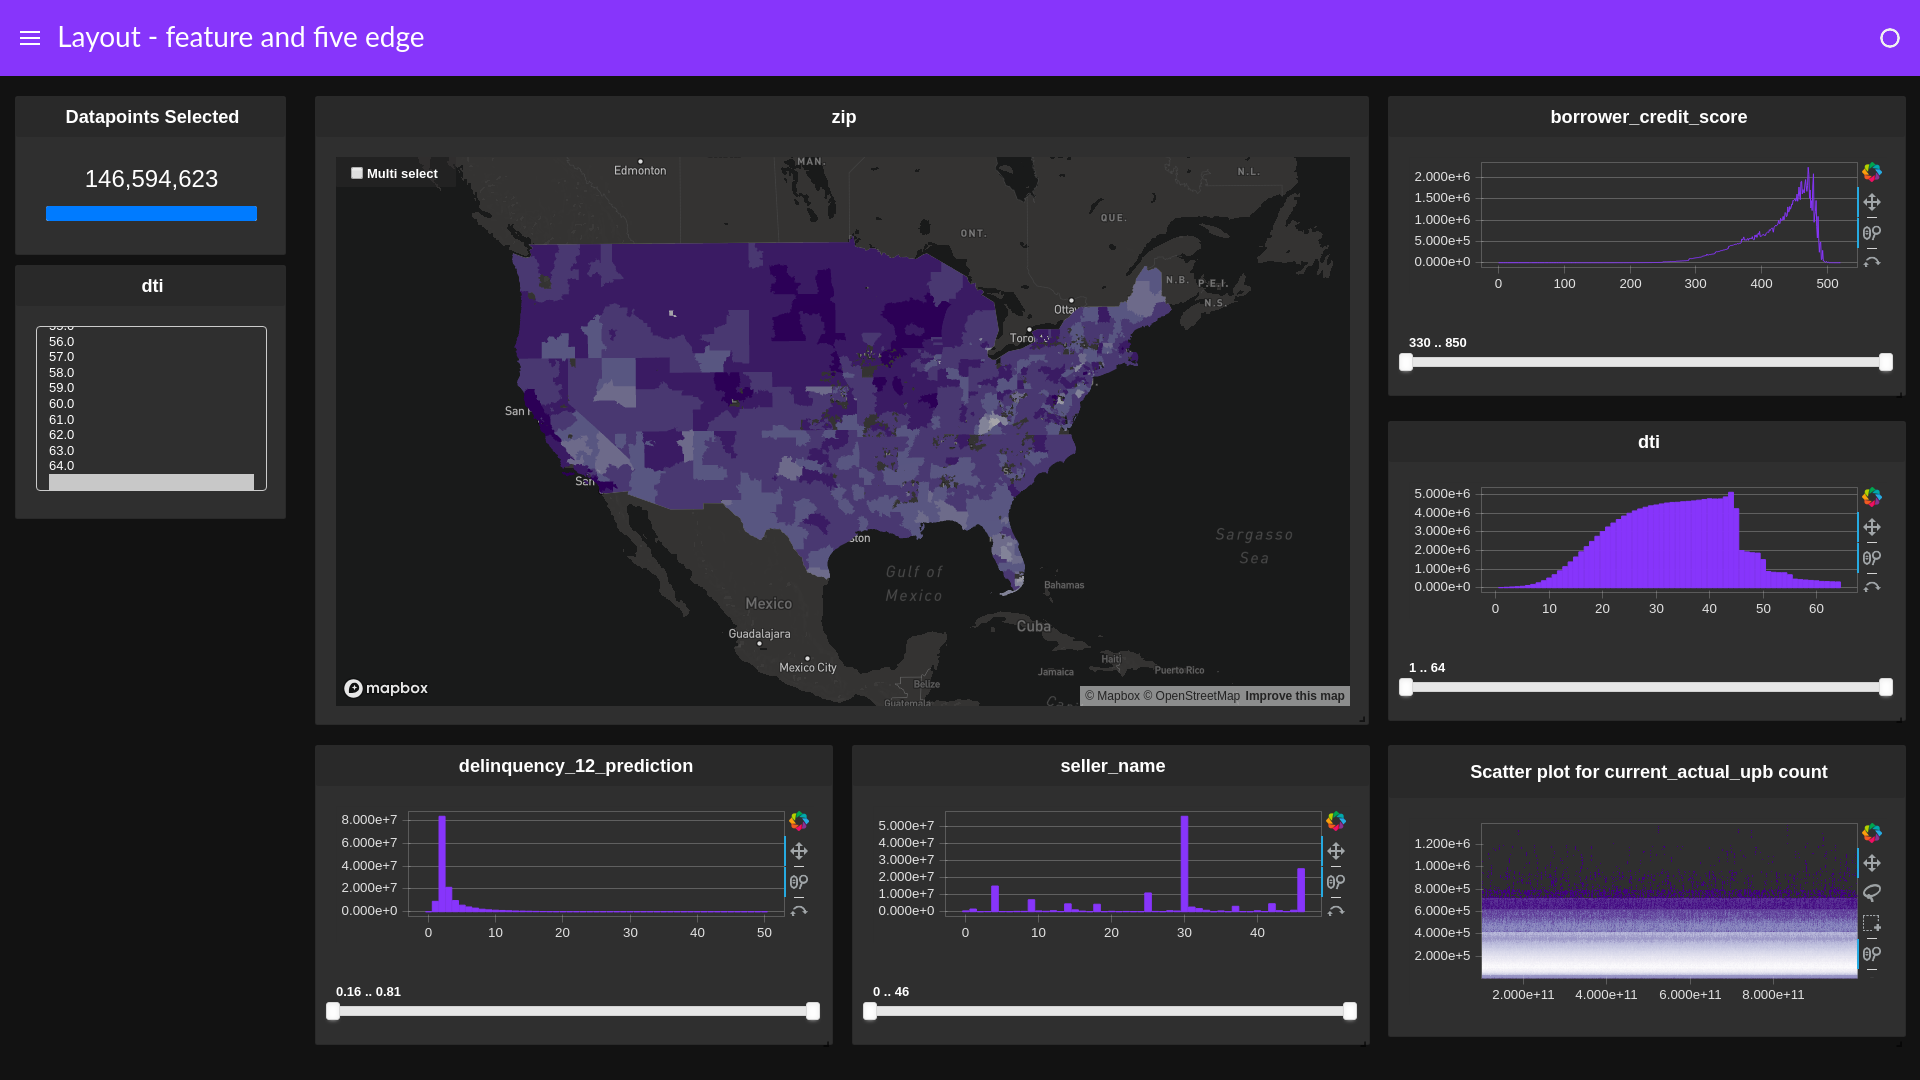 Layout - feature and five edge
Datapoints Selected
146,594,623
dti
55.0
56.0
57.0
58.0
59.0
60.0
61.0
62.0
63.0
64.0
zip
Multi select
Edmonton
MAN.
N.L.
ONT.
QUE.
N.B.
P.E.I.
N.S.
Otta
Toro
San
San
ston
Sargasso
Sea
Gulf of
Mexico
Bahamas
Mexico
Cuba
Guadalajara
Mexico City
Haiti
Jamaica
Puerto Rico
Belize
Guatemala
mapbox
© Mapbox © OpenStreetMap Improve this map
borrower_credit_score
2.000e+6
1.500e+6
1.000e+6
5.000e+5
0.000e+0
0 100 200 300 400 500
330 .. 850
dti
5.000e+6
4.000e+6
3.000e+6
2.000e+6
1.000e+6
0.000e+0
0 10 20 30 40 50 60
1 .. 64
delinquency_12_prediction
8.000e+7
6.000e+7
4.000e+7
2.000e+7
0.000e+0
0 10 20 30 40 50
0.16 .. 0.81
seller_name
5.000e+7
4.000e+7
3.000e+7
2.000e+7
1.000e+7
0.000e+0
0 10 20 30 40
0 .. 46
Scatter plot for current_actual_upb count
1.200e+6
1.000e+6
8.000e+5
6.000e+5
4.000e+5
2.000e+5
2.000e+11 4.000e+11 6.000e+11 8.000e+11